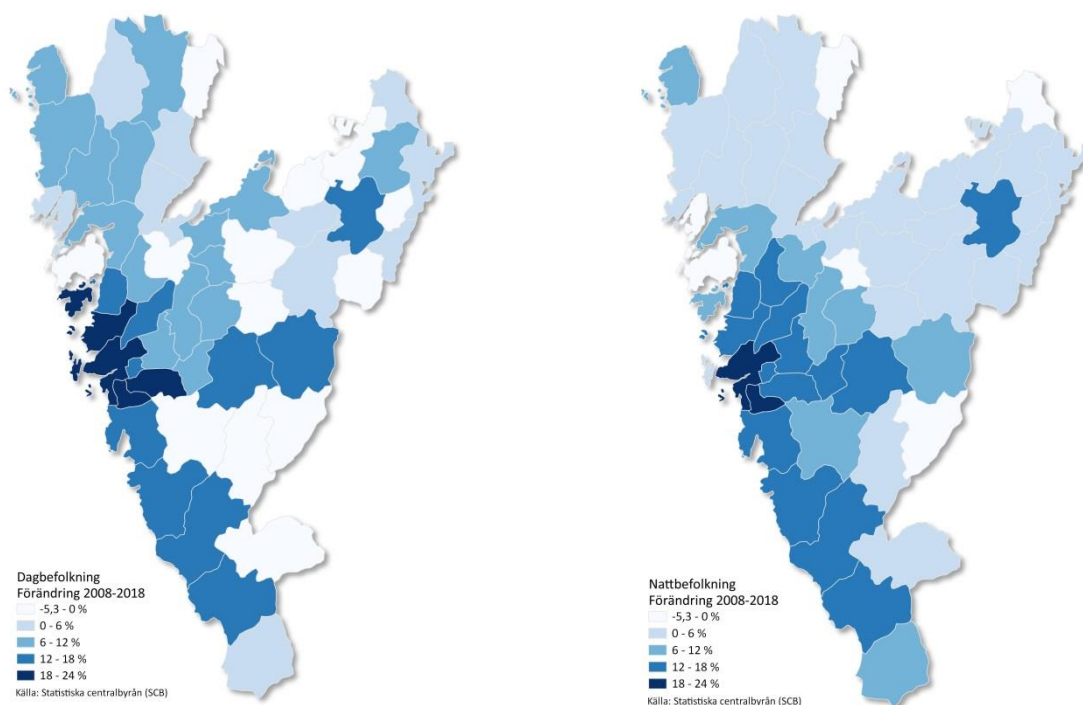 Dagbefolkning
Förändring 2008-2018
-5,3 - 0 %
0 - 6 %
6 - 12 %
12 - 18 %
18 - 24 %
Källa: Statistiska centralbyrån (SCB)
Nattbefolkning
Förändring 2008-2018
-5,3 - 0 %
0 - 6 %
6 - 12 %
12 - 18 %
18 - 24 %
Källa: Statistiska centralbyrån (SCB)